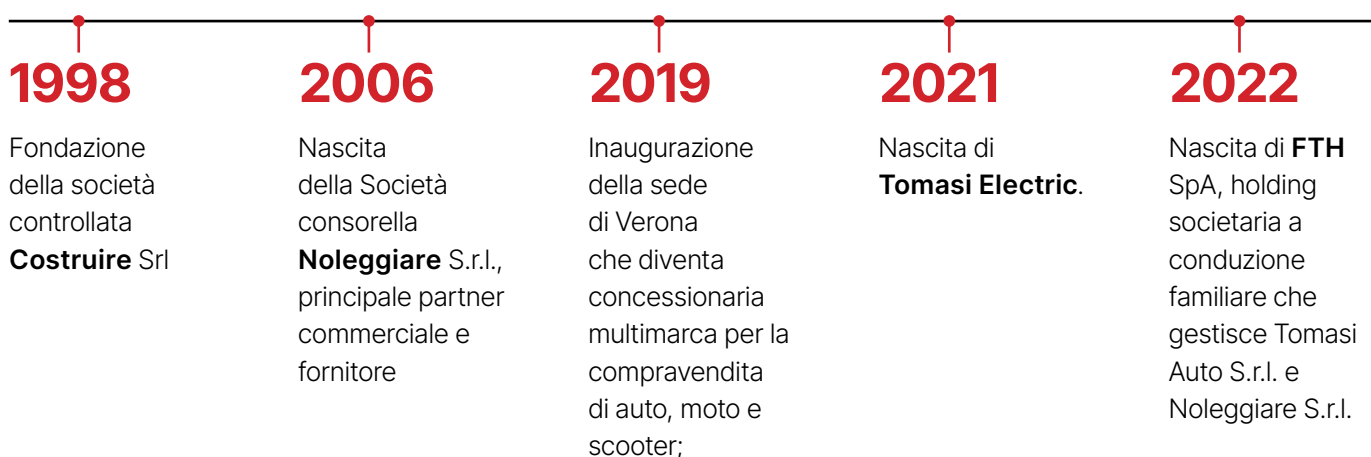 1998
Fondazione
della società
controllata
Costruire Srl
2006
Nascita
della Società
consorella
Noleggiare S.r.l.,
principale partner
commerciale e
fornitore
2019
Inaugurazione
della sede
di Verona
che diventa
concessionaria
multimarca per la
compravendita
di auto, moto e
scooter;
2021
Nascita di
Tomasi Electric.
2022
Nascita di FTH
SpA, holding
societaria a
conduzione
familiare che
gestisce Tomasi
Auto S.r.l. e
Noleggiare S.r.l.